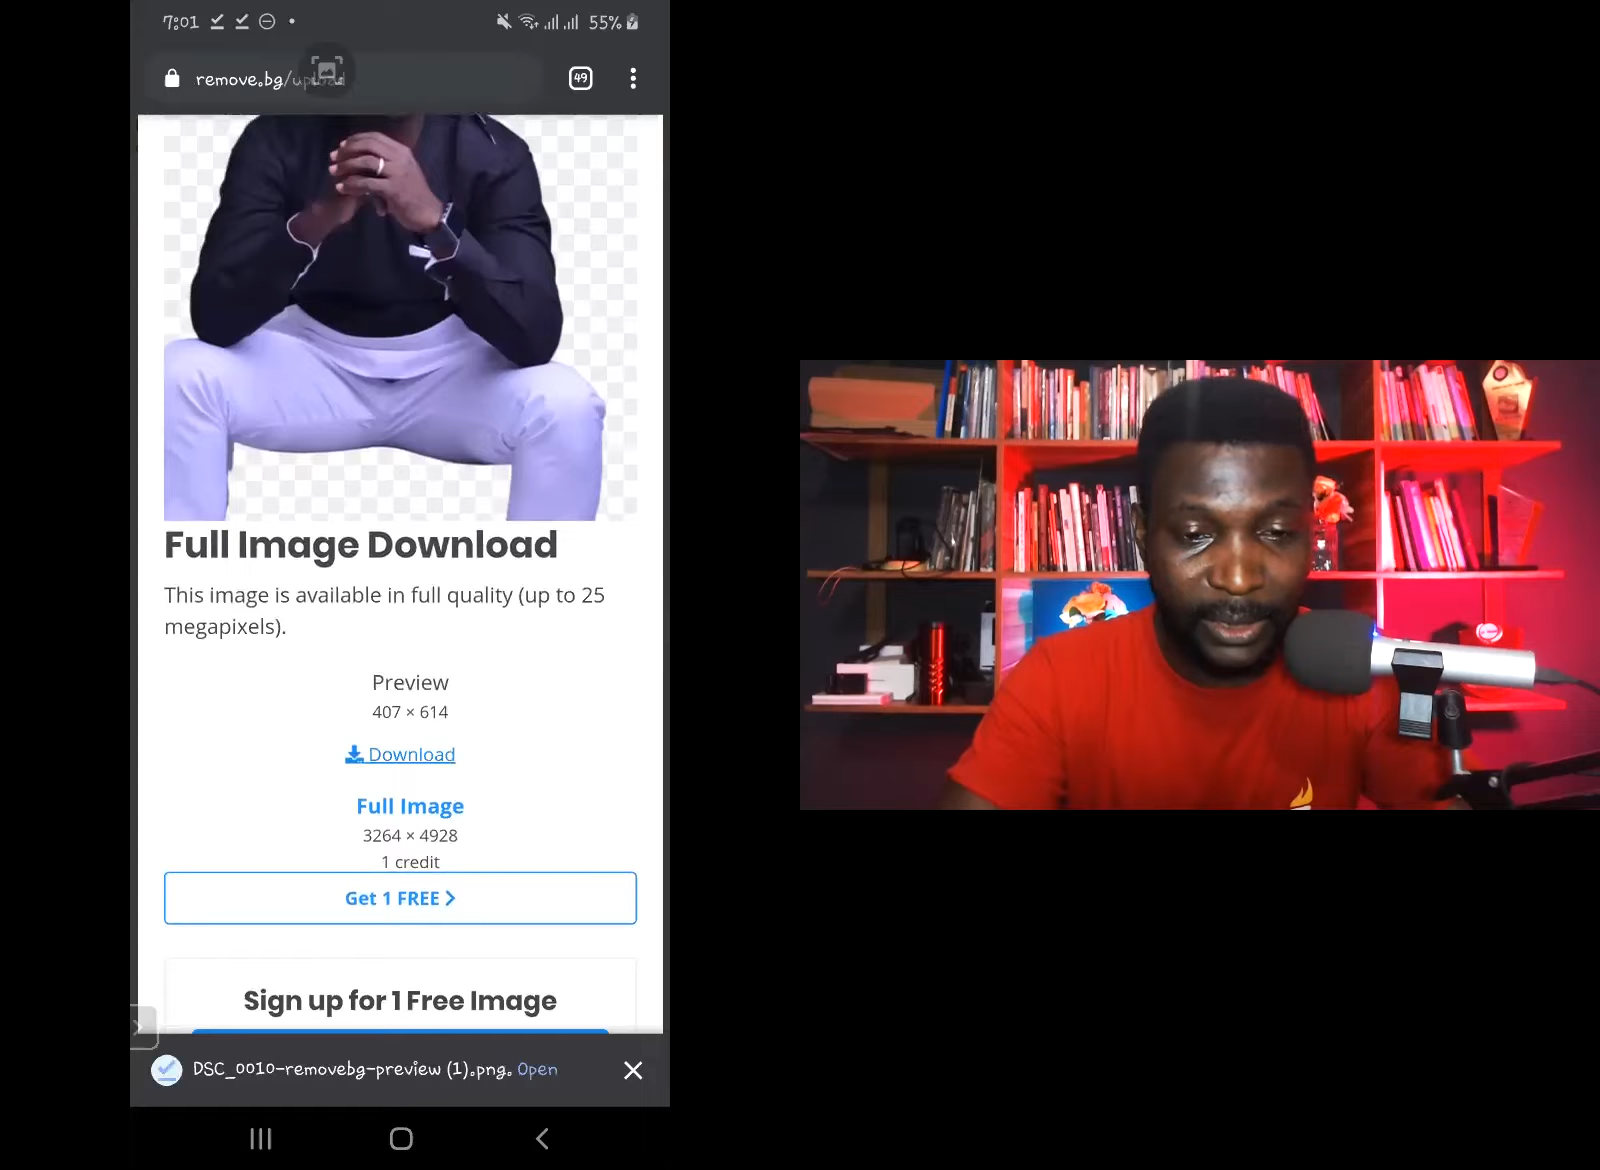 7:01
55%
remove.bg/upload
49
Full Image Download
This image is available in full quality (up to 25
megapixels).
Preview
407 × 614
Download
Full Image
3264 × 4928
1 credit
Get 1 FREE >
Sign up for 1 Free Image
DSC_0010-removebg-preview (1).png. Open